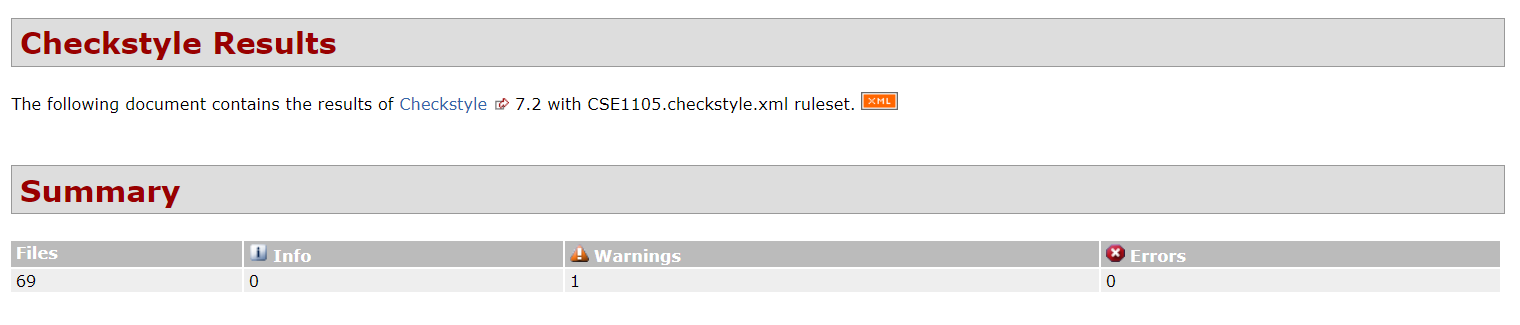 Checkstyle Results
The following document contains the results of Checkstyle 7.2 with CSE1105.checkstyle.xml ruleset. XML
Summary
Files Info Warnings Errors
69 0 1 0